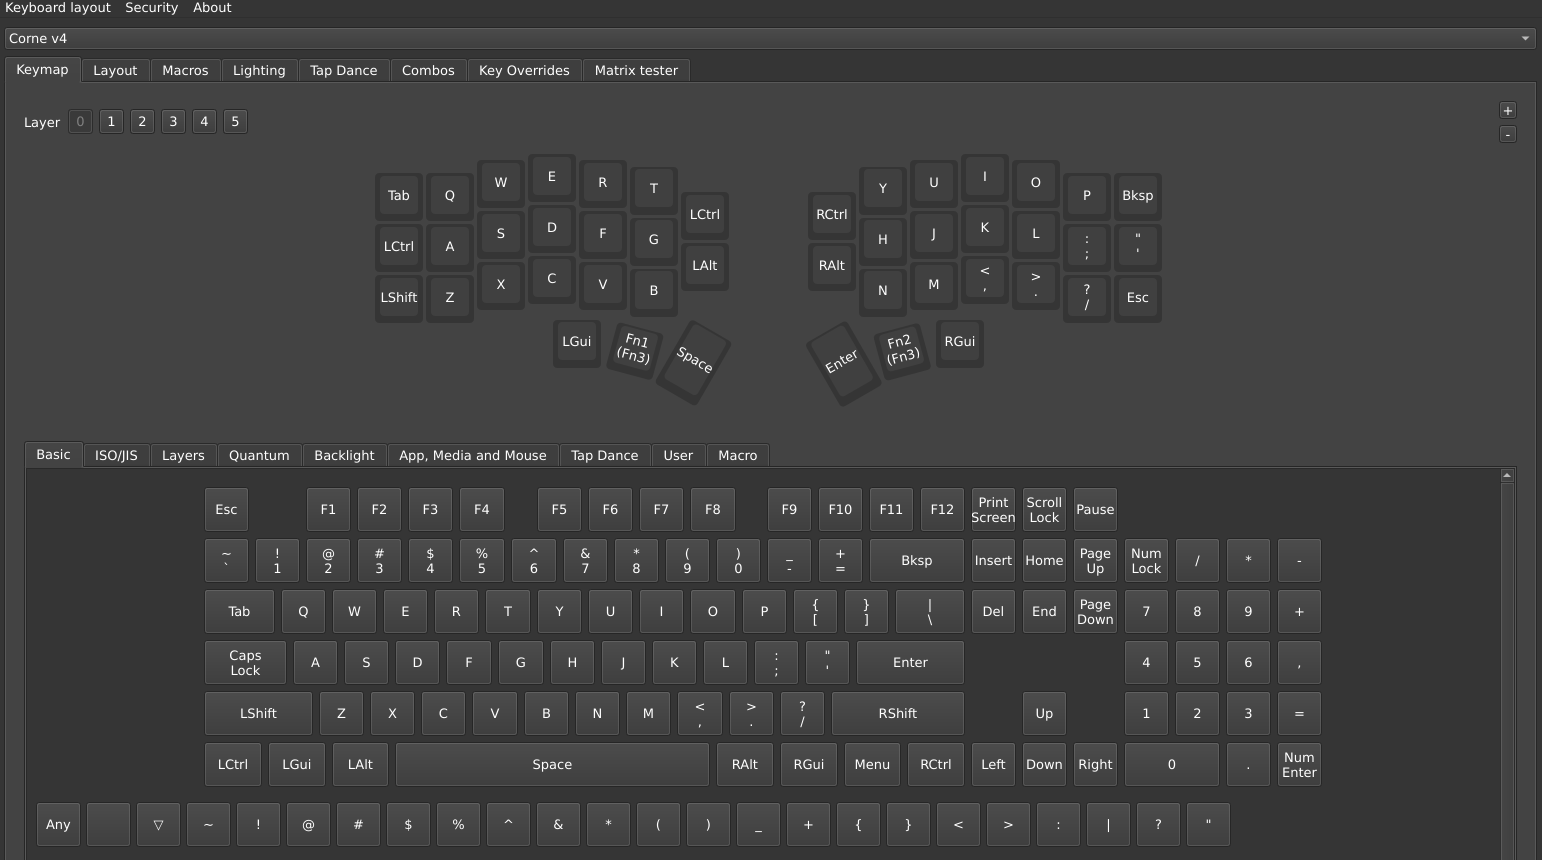 Keyboard layout Security About
Corne v4
Keymap Layout Macros Lighting Tap Dance Combos Key Overrides Matrix tester
+
Layer 0 1 2 3 4 5
-
Tab Q W E R T LCtrl RCtrl Y U I O P Bksp
LCtrl A S D F G LAlt RAlt H J K L : ; " '
LShift Z X C V B N M < , > . ? / Esc
LGui Fn1 (Fn3) Space Enter Fn2 (Fn3) RGui
Basic ISO/JIS Layers Quantum Backlight App, Media and Mouse Tap Dance User Macro
Esc F1 F2 F3 F4 F5 F6 F7 F8 F9 F10 F11 F12 Print Screen Scroll Lock Pause
~ ` ! 1 @ 2 # 3 $ 4 % 5 ^ 6 & 7 * 8 ( 9 ) 0 _ - + = Bksp Insert Home Page Up Num Lock / * -
Tab Q W E R T Y U I O P { [ } ] | \ Del End Page Down 7 8 9 +
Caps Lock A S D F G H J K L : ; " ' Enter 4 5 6 ,
LShift Z X C V B N M < , > . ? / RShift Up 1 2 3 =
LCtrl LGui LAlt Space RAlt RGui Menu RCtrl Left Down Right 0 . Num Enter
Any ▽ ~ ! @ # $ % ^ & * ( ) _ + { } < > : | ? "